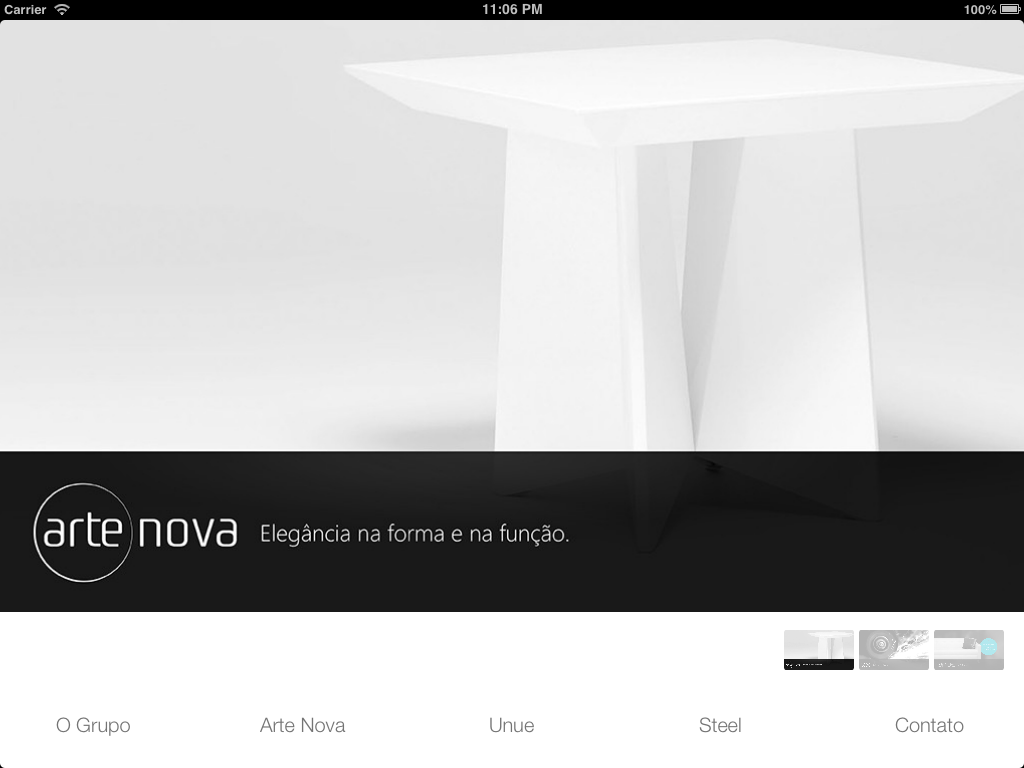 Carrier 11:06 PM 100%
arte nova Elegância na forma e na função.
O Grupo Arte Nova Unue Steel Contato